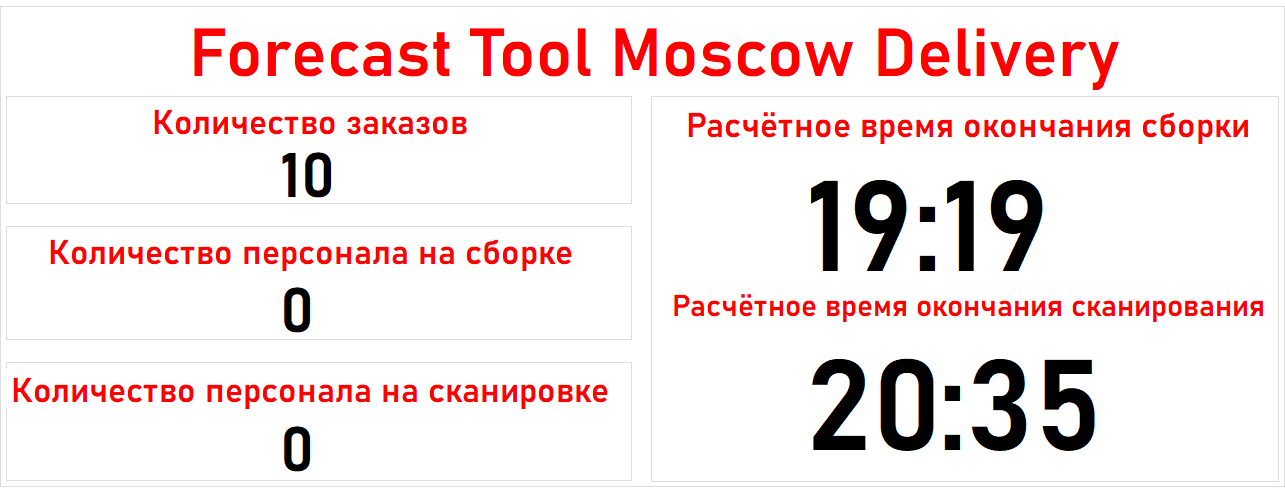 Forecast Tool Moscow Delivery
Количество заказов
10
Количество персонала на сборке
0
Количество персонала на сканировке
0
Расчётное время окончания сборки
19:19
Расчётное время окончания сканирования
20:35